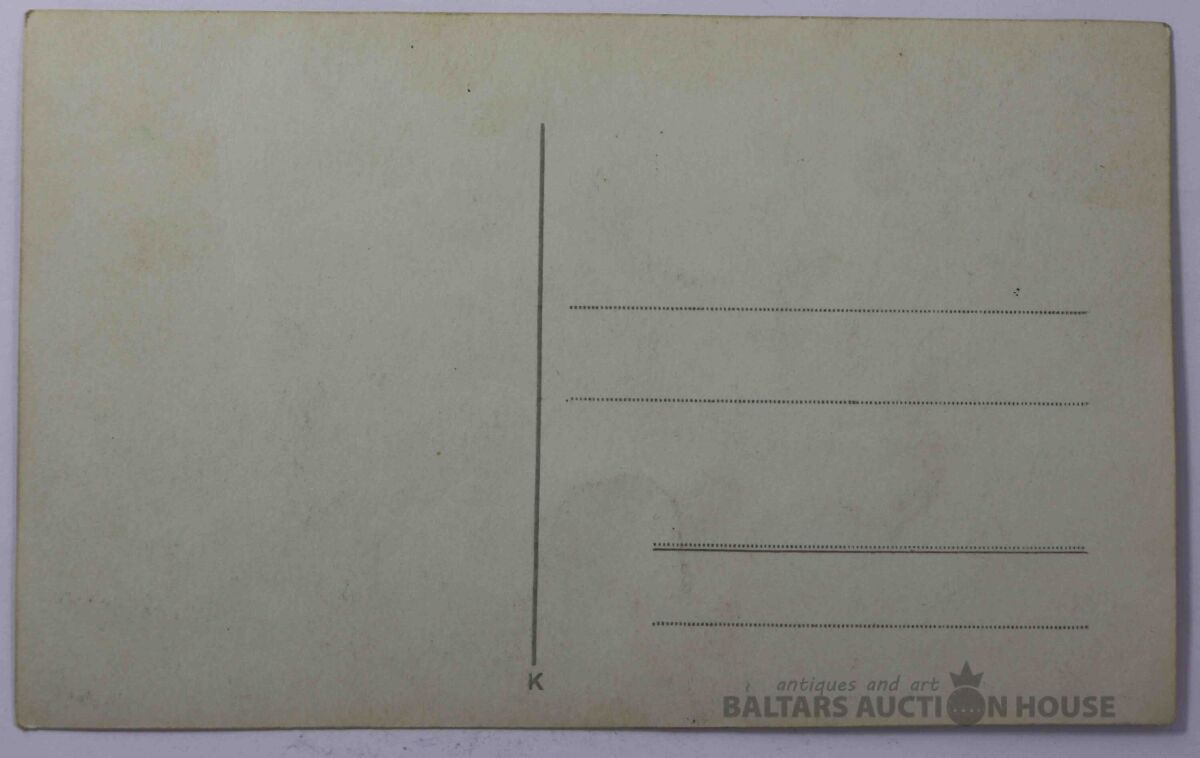 K
antiques and art
BALTARS AUCTION HOUSE